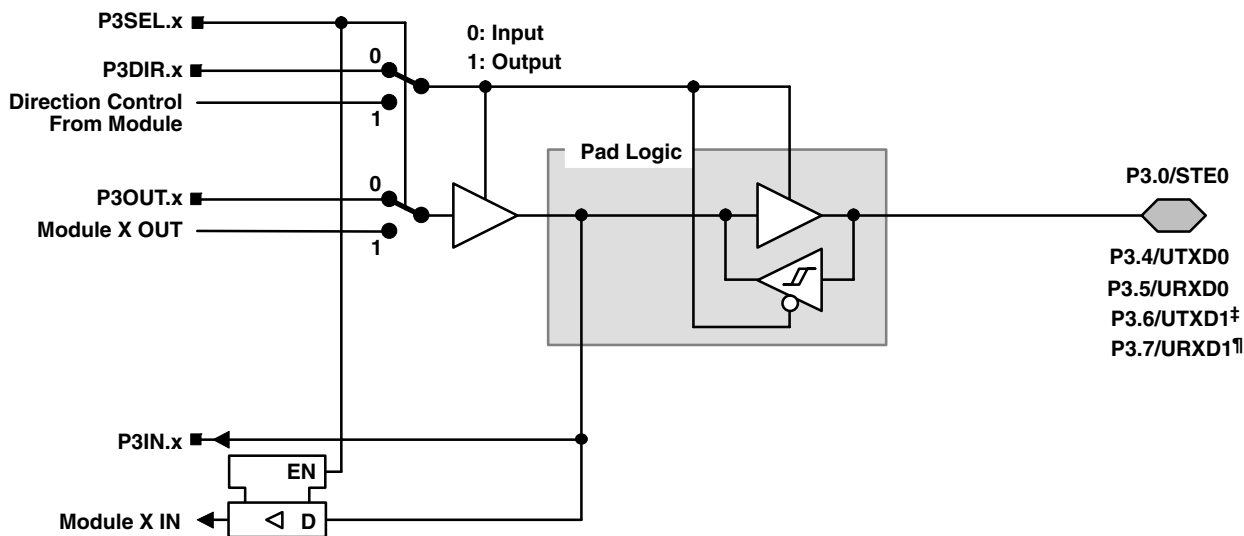 P3SEL.x
0: Input
1: Output
0
P3DIR.x
Direction Control
From Module
1
Pad Logic
P3.0/STE0
0
P3OUT.x
Module X OUT
1
P3.4/UTXD0
P3.5/URXD0
P3.6/UTXD1‡
P3.7/URXD1¶
P3IN.x
EN
Module X IN
D